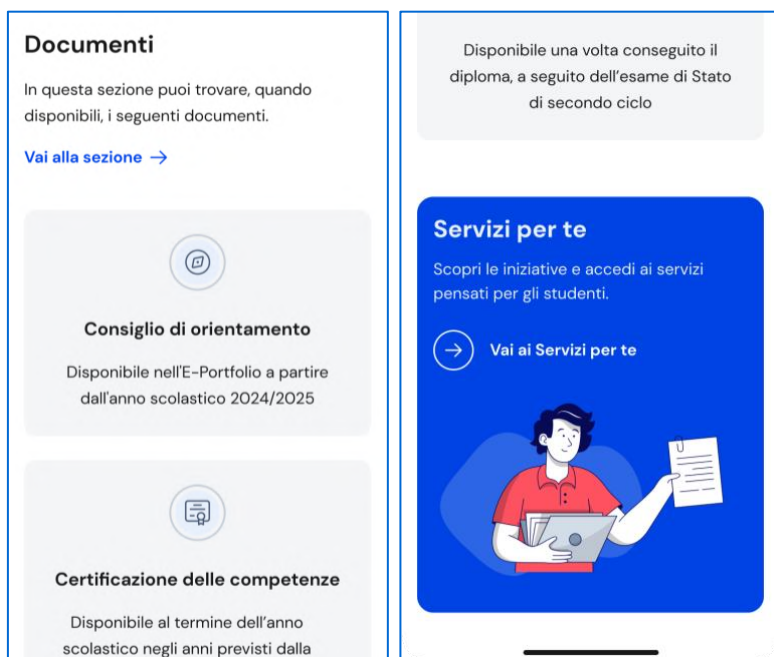 Documenti
In questa sezione puoi trovare, quando
disponibili, i seguenti documenti.
Vai alla sezione →
Consiglio di orientamento
Disponibile nell'E-Portfolio a partire
dall'anno scolastico 2024/2025
Certificazione delle competenze
Disponibile al termine dell'anno
scolastico negli anni previsti dalla
Disponibile una volta conseguito il
diploma, a seguito dell'esame di Stato
di secondo ciclo
Servizi per te
Scopri le iniziative e accedi ai servizi
pensati per gli studenti.
Vai ai Servizi per te